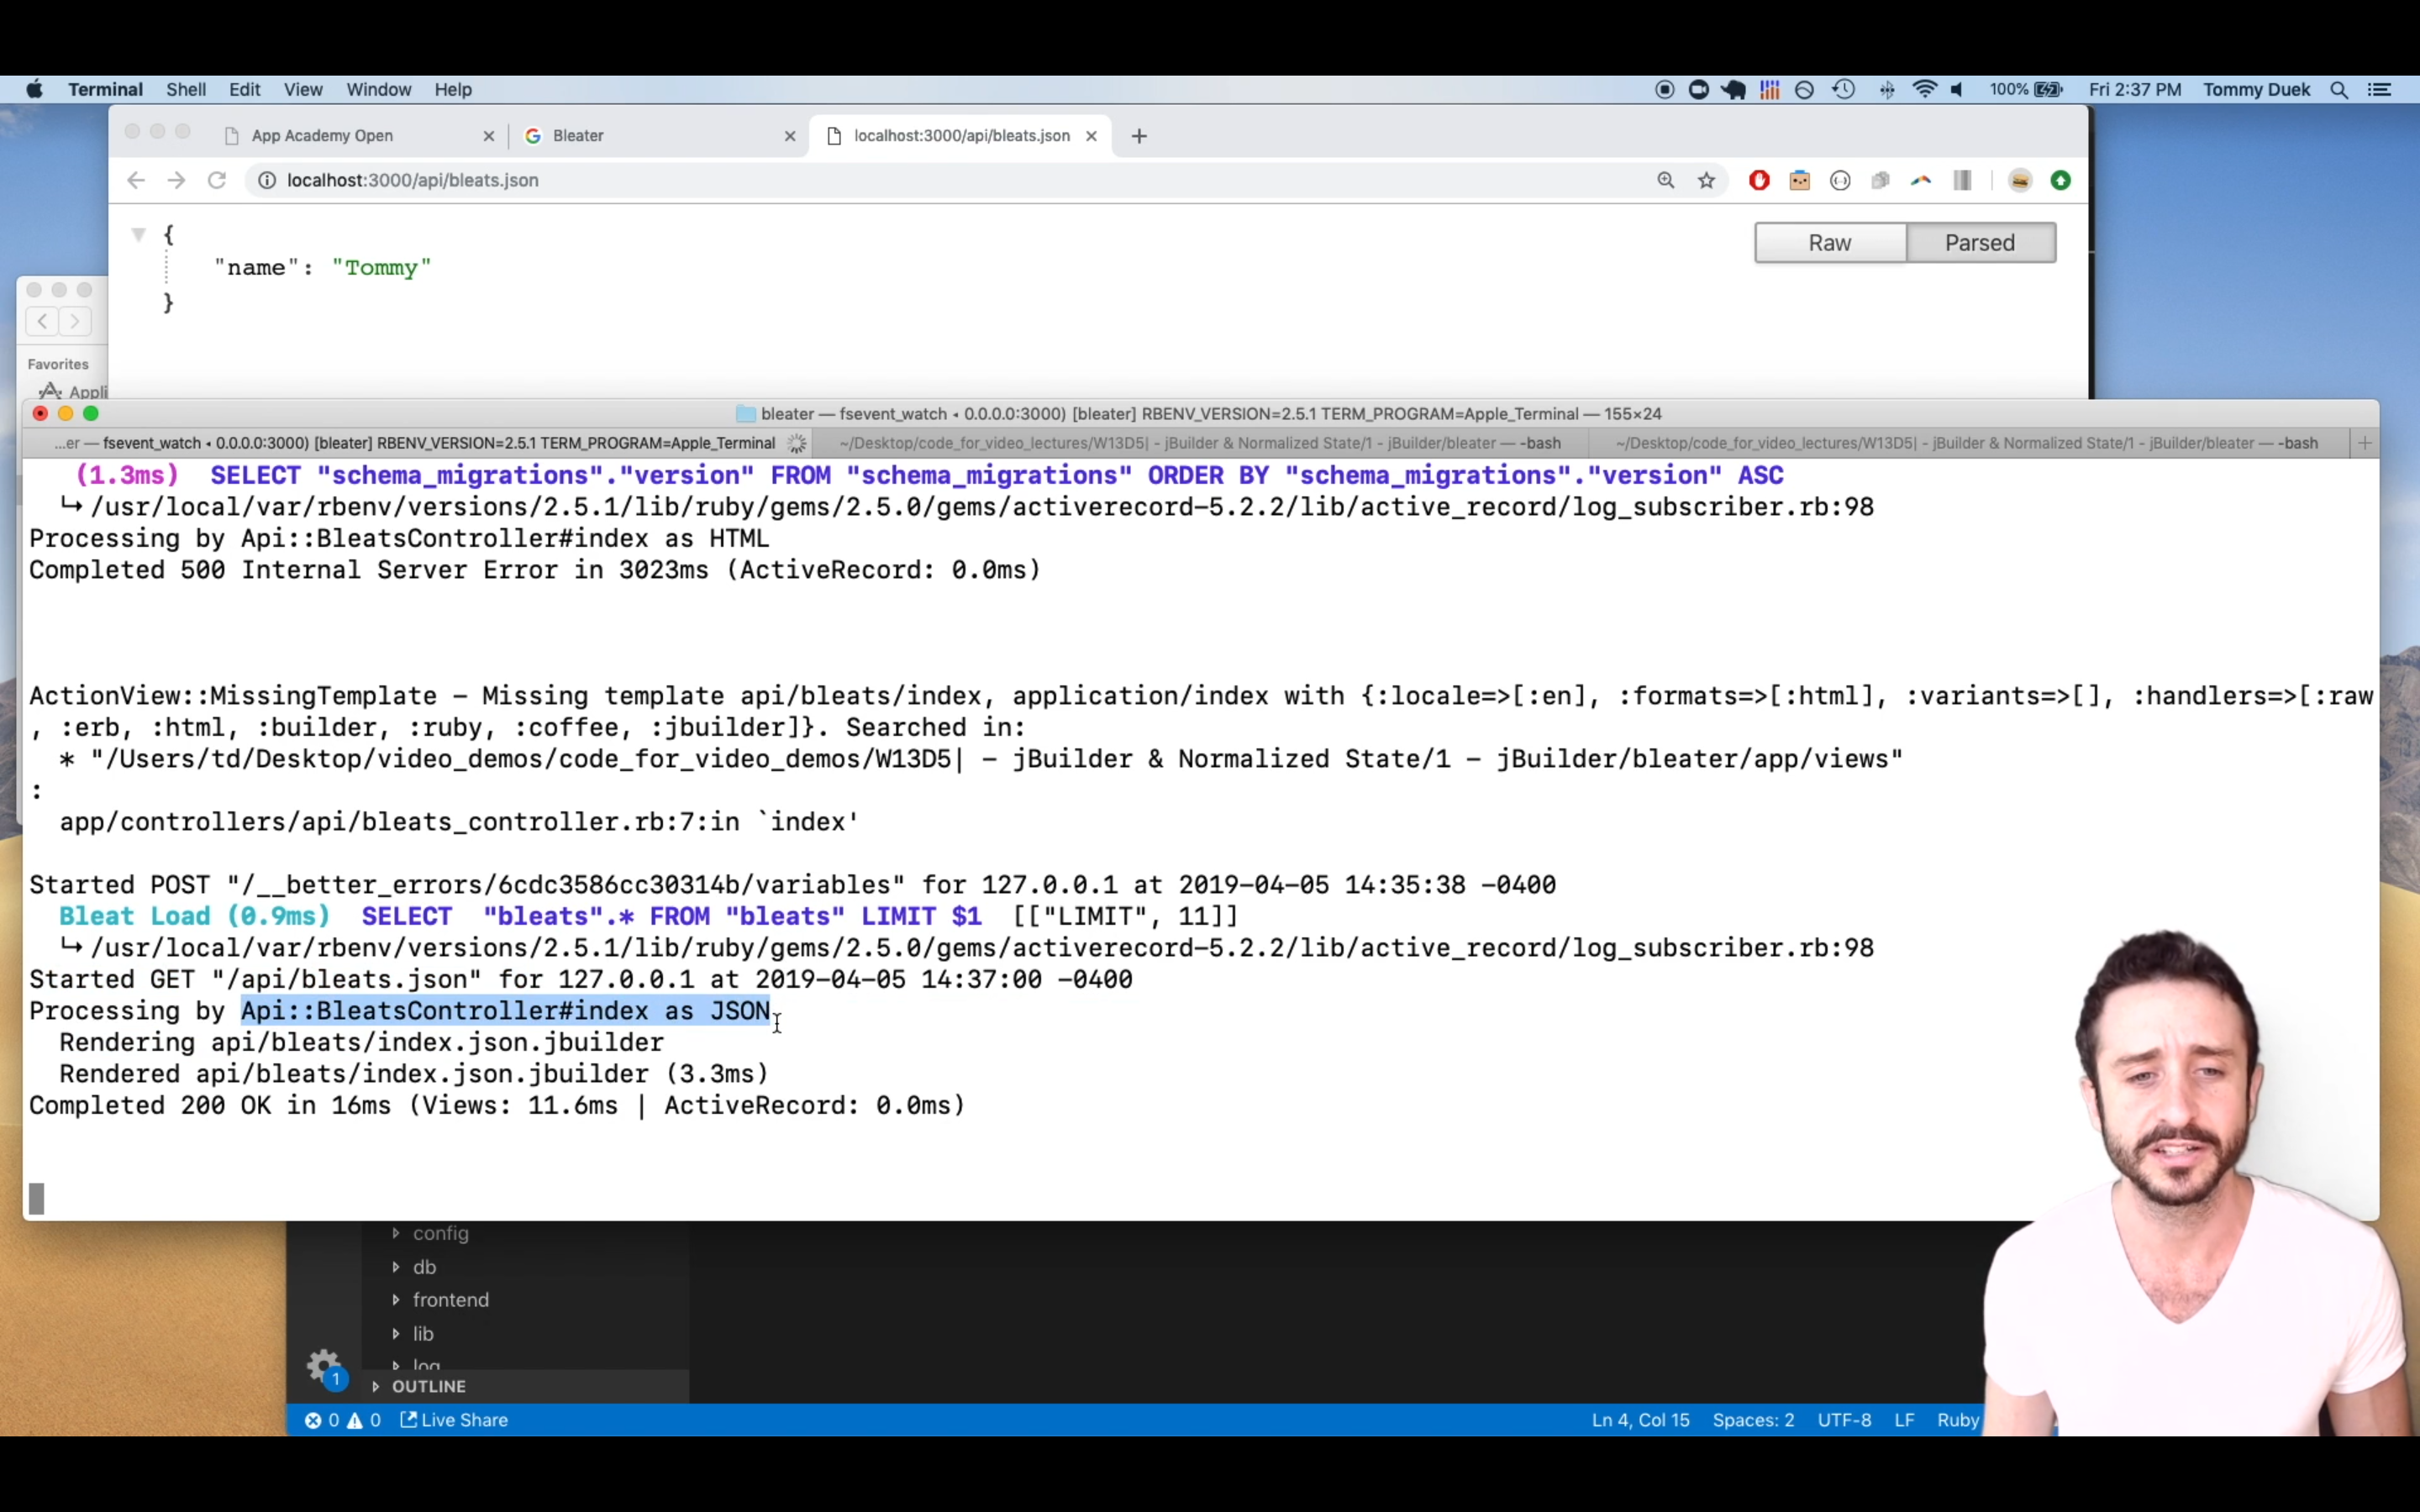 Terminal Shell Edit View Window Help 100% Fri 2:37 PM Tommy Duek
App Academy Open Bleater localhost:3000/api/bleats.json
localhost:3000/api/bleats.json
{
"name": "Tommy"
}
Raw Parsed
Favorites
Appli
bleater — fsevent_watch ◂ 0.0.0.0:3000) [bleater] RBENV_VERSION=2.5.1 TERM_PROGRAM=Apple_Terminal — 155×24
...er — fsevent_watch ◂ 0.0.0.0:3000) [bleater] RBENV_VERSION=2.5.1 TERM_PROGRAM=Apple_Terminal ~/Desktop/code_for_video_lectures/W13D5| - jBuilder & Normalized State/1 - jBuilder/bleater — -bash ~/Desktop/code_for_video_lectures/W13D5| - jBuilder & Normalized State/1 - jBuilder/bleater — -bash
(1.3ms) SELECT "schema_migrations"."version" FROM "schema_migrations" ORDER BY "schema_migrations"."version" ASC
↳ /usr/local/var/rbenv/versions/2.5.1/lib/ruby/gems/2.5.0/gems/activerecord-5.2.2/lib/active_record/log_subscriber.rb:98
Processing by Api::BleatsController#index as HTML
Completed 500 Internal Server Error in 3023ms (ActiveRecord: 0.0ms)
ActionView::MissingTemplate - Missing template api/bleats/index, application/index with {:locale=>[:en], :formats=>[:html], :variants=>[], :handlers=>[:raw
, :erb, :html, :builder, :ruby, :coffee, :jbuilder]}. Searched in:
* "/Users/td/Desktop/video_demos/code_for_video_demos/W13D5| - jBuilder & Normalized State/1 - jBuilder/bleater/app/views"
:
app/controllers/api/bleats_controller.rb:7:in `index'
Started POST "/__better_errors/6cdc3586cc30314b/variables" for 127.0.0.1 at 2019-04-05 14:35:38 -0400
Bleat Load (0.9ms) SELECT "bleats".* FROM "bleats" LIMIT $1 [["LIMIT", 11]]
↳ /usr/local/var/rbenv/versions/2.5.1/lib/ruby/gems/2.5.0/gems/activerecord-5.2.2/lib/active_record/log_subscriber.rb:98
Started GET "/api/bleats.json" for 127.0.0.1 at 2019-04-05 14:37:00 -0400
Processing by Api::BleatsController#index as JSON
Rendering api/bleats/index.json.jbuilder
Rendered api/bleats/index.json.jbuilder (3.3ms)
Completed 200 OK in 16ms (Views: 11.6ms | ActiveRecord: 0.0ms)
config
db
frontend
lib
log
1
OUTLINE
0 0 Live Share Ln 4, Col 15 Spaces: 2 UTF-8 LF Ruby